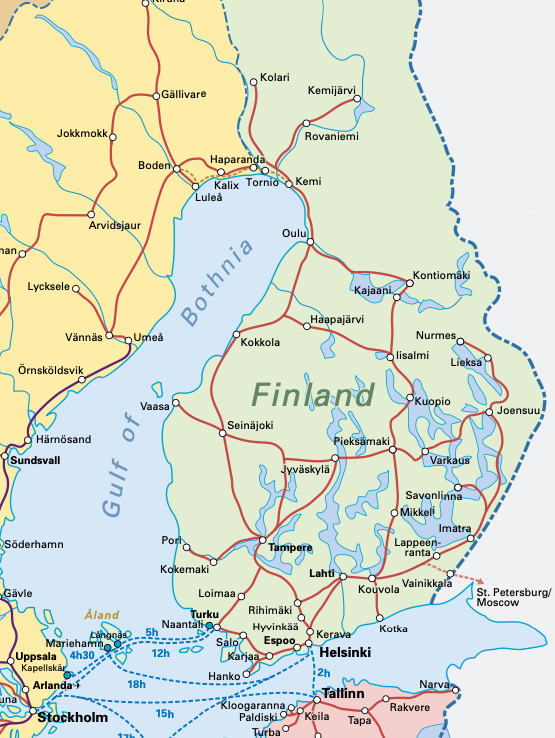 Kiruna
Kolari
Gällivare
Kemijärvi
Jokkmokk
Rovaniemi
Boden
Haparanda
Kalix
Tornio
Kemi
Luleå
Arvidsjaur
Oulu
Gulf of Bothnia
Kontiomäki
Kajaani
Lycksele
Haapajärvi
Vännäs
Umeå
Kokkola
Nurmes
Iisalmi
Lieksa
Örnsköldsvik
Finland
Vaasa
Kuopio
Joensuu
Seinäjoki
Härnösand
Pieksämaki
Sundsvall
Jyväskylä
Varkaus
Savonlinna
Mikkeli
Imatra
Söderhamn
Pori
Tampere
Lappeen-
ranta
Kokemaki
Lahti
Vainikkala
Kouvola
St. Petersburg/
Moscow
Gävle
Loimaa
Rihimäki
Åland
Turku
Naantali
Hyvinkää
Kotka
5h
Långnäs
Mariehamn
Salo
Espoo
Kerava
12h
Helsinki
4h30
Uppsala
Karjaa
Kapellskär
Hanko
2h
18h
Arlanda
Tallinn
Narva
Stockholm
15h
Kloogaranna
Rakvere
Paldiski
Keila
Tapa
Turba
17h